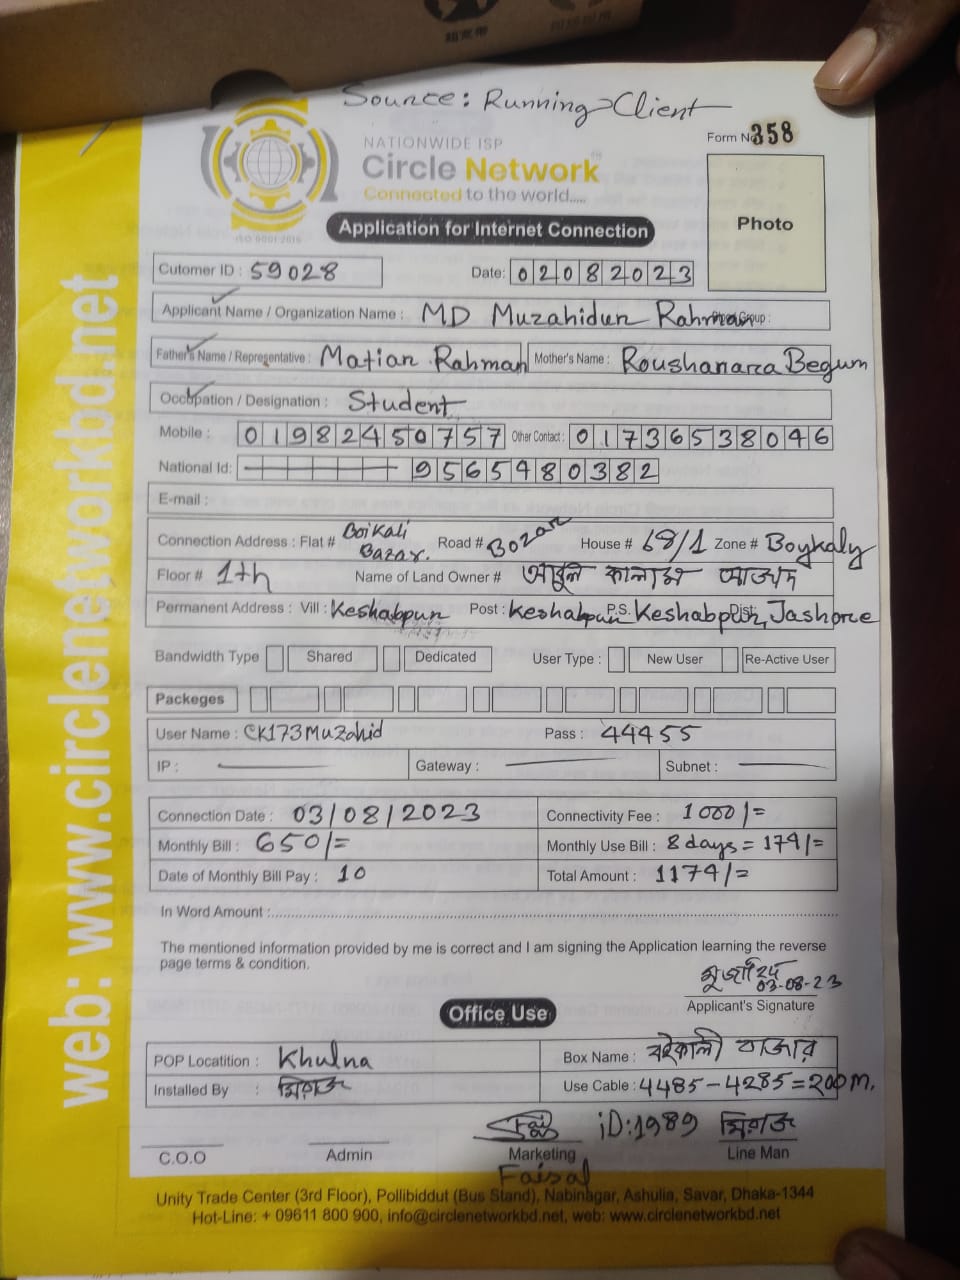 Source: Running Client
Form No 358
NATIONWIDE ISP
Circle Network
Connected to the world.....
ISO 9001:2015
Application for Internet Connection
Photo
Cutomer ID : 59028
Date: 02082023
Applicant Name / Organization Name : MD Muzahidur Rahman Blood Group :
Father's Name / Representative : Matian Rahman Mother's Name : Roushanara Begum
Occupation / Designation : Student
Mobile : 01982450757 Other Contact : 01736538046
National Id: 9565480382
E-mail :
Connection Address : Flat # Boikali Bazar. Road # Bozar House # 68/1 Zone # Boykaly
Floor # 1th Name of Land Owner # আবুল কালাম আজাদ
Permanent Address : Vill : Keshabpur Post : Keshabpur P.S. Keshabpur Dist: Jashore
Bandwidth Type Shared Dedicated User Type : New User Re-Active User
Packeges
User Name : CK173MuZahid Pass : 44455
IP : Gateway : Subnet :
Connection Date : 03/08/2023 Connectivity Fee : 1000/=
Monthly Bill : 650/= Monthly Use Bill : 8 days = 174/=
Date of Monthly Bill Pay : 10 Total Amount : 1174/=
In Word Amount :
The mentioned information provided by me is correct and I am signing the Application learning the reverse
page terms & condition.
মুজাহিদ
03-08-23
Applicant's Signature
Office Use
POP Locatition : Khulna Box Name : বইকালী বাজার
Installed By : মিরাজ Use Cable : 4485-4285=200m.
iD:1989 মিরাজ
C.O.O Admin Marketing Line Man
Faisal
Unity Trade Center (3rd Floor), Pollibiddut (Bus Stand), Nabinagar, Ashulia, Savar, Dhaka-1344
Hot-Line: + 09611 800 900, info@circlenetworkbd.net, web: www.circlenetworkbd.net
web: www.circlenetworkbd.net